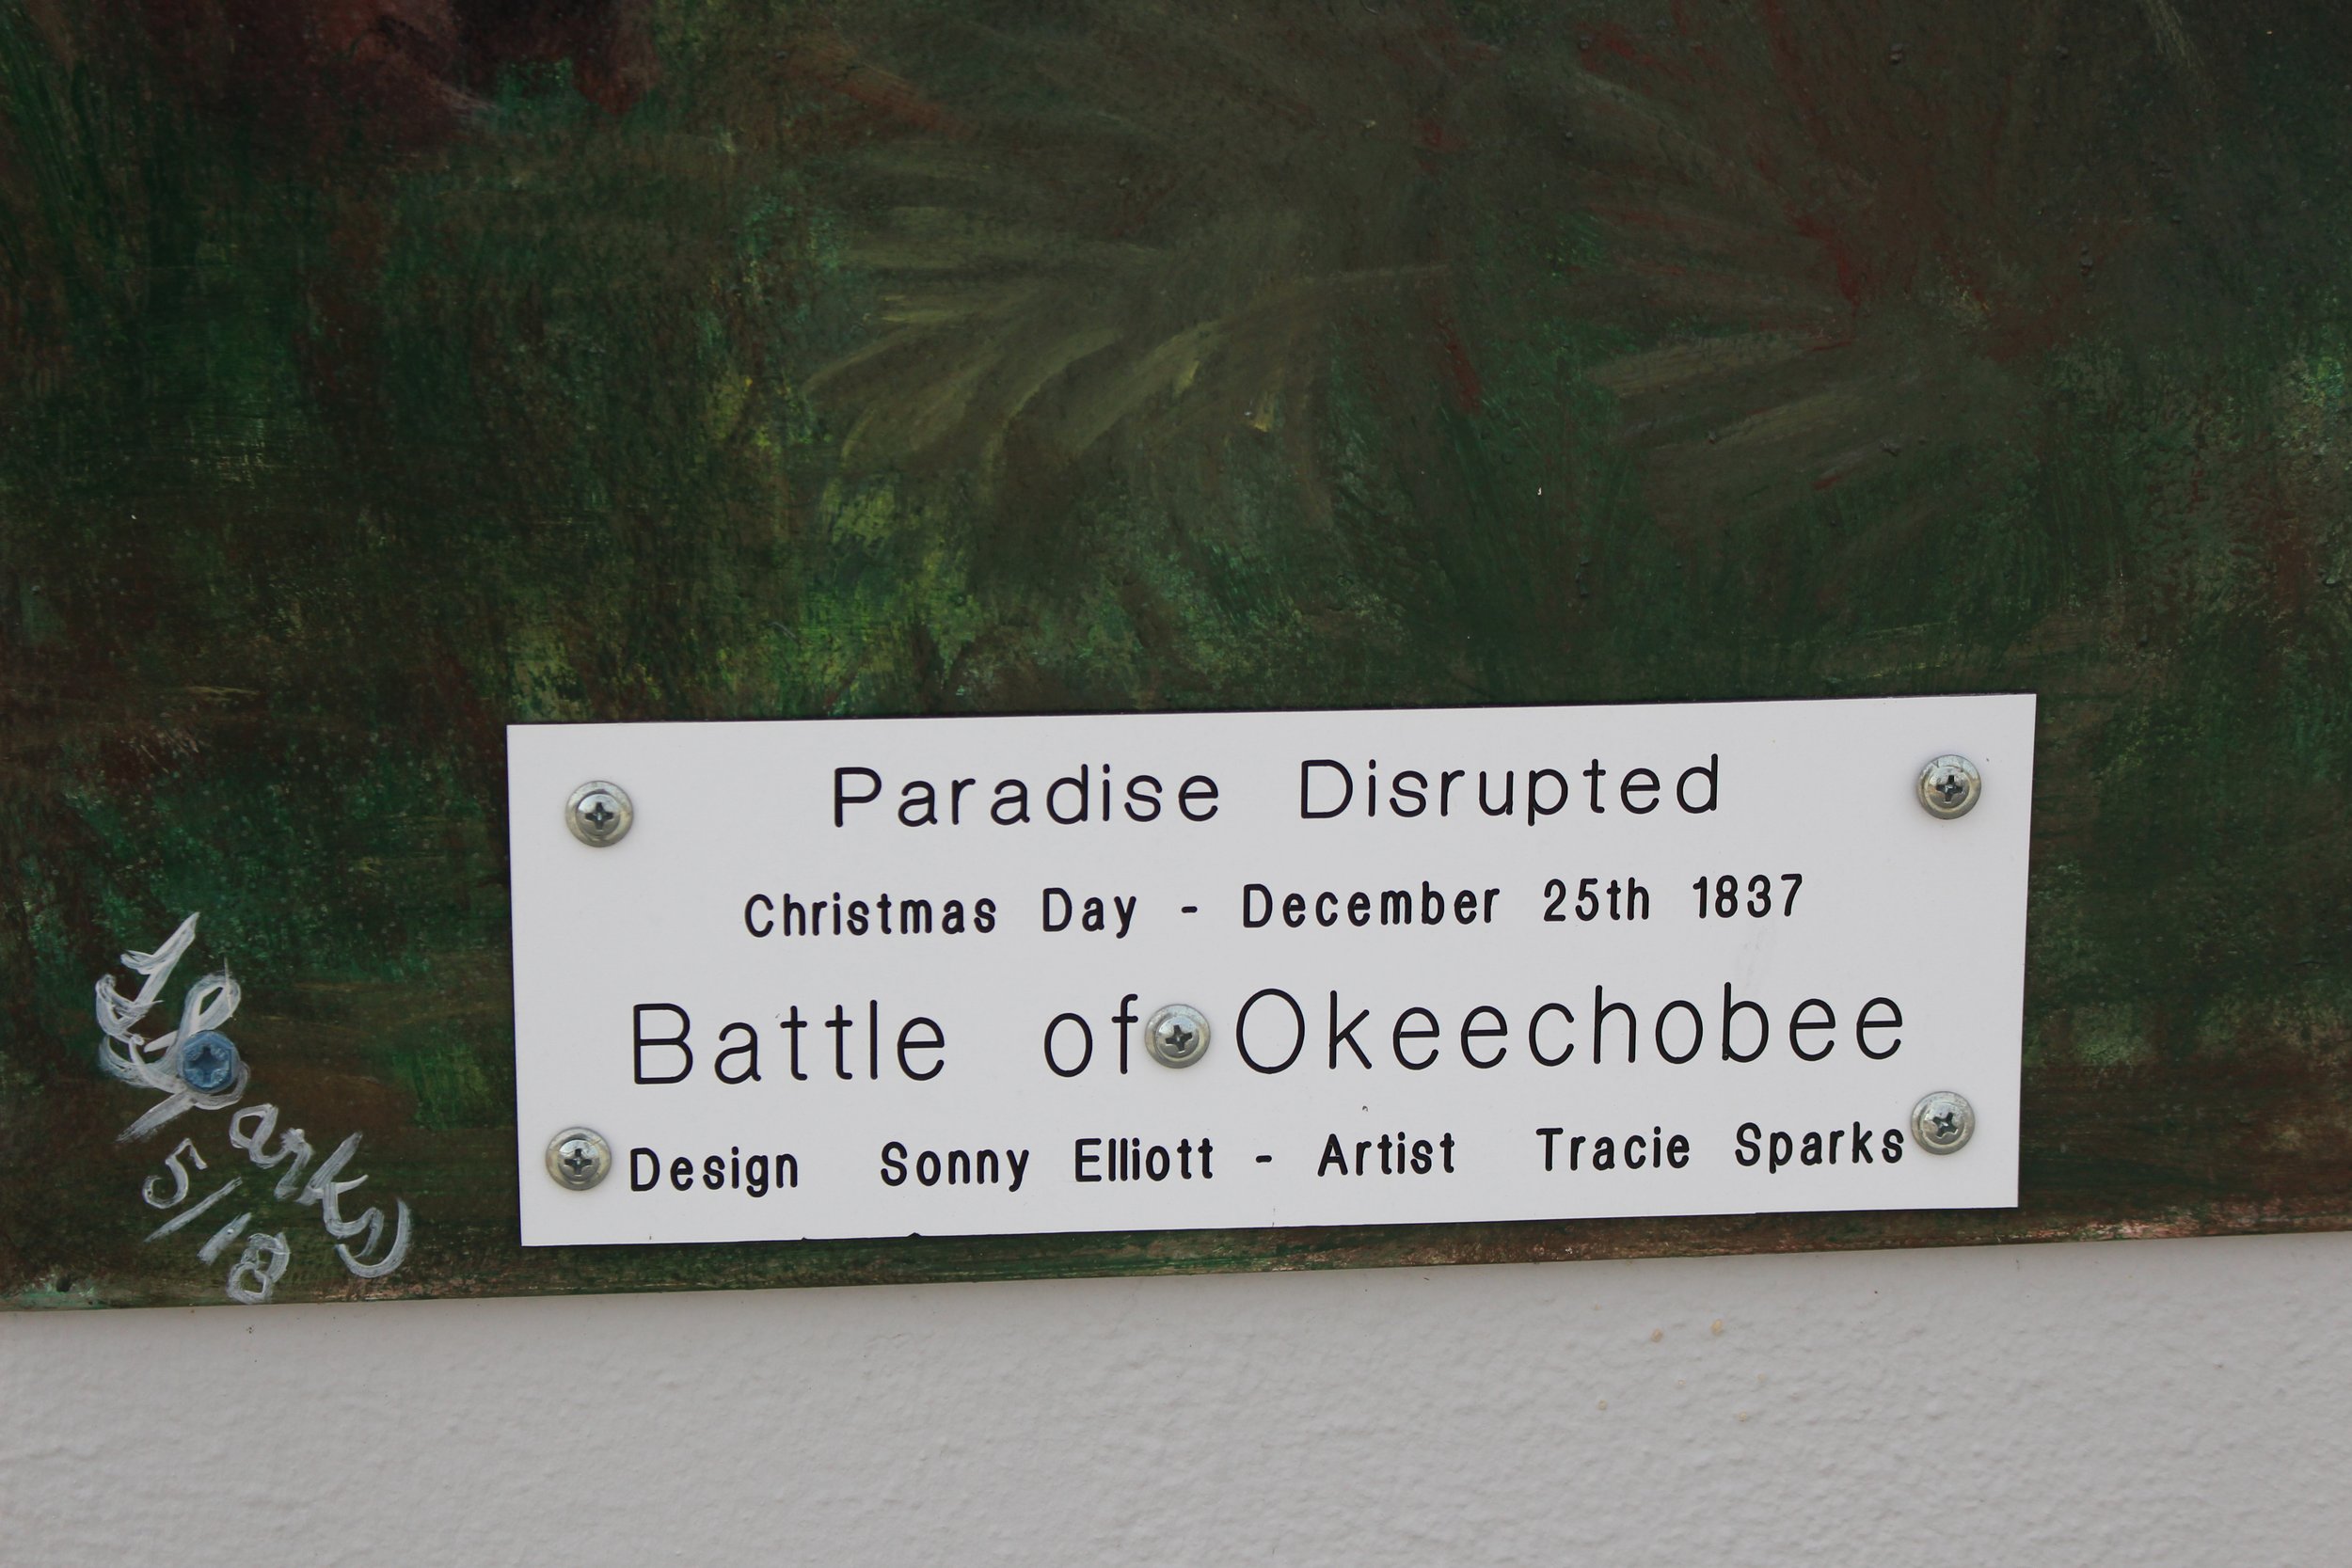 Paradise Disrupted
Christmas Day - December 25th 1837
Battle of Okeechobee
Design Sonny Elliott - Artist Tracie Sparks
Sparks
5/18